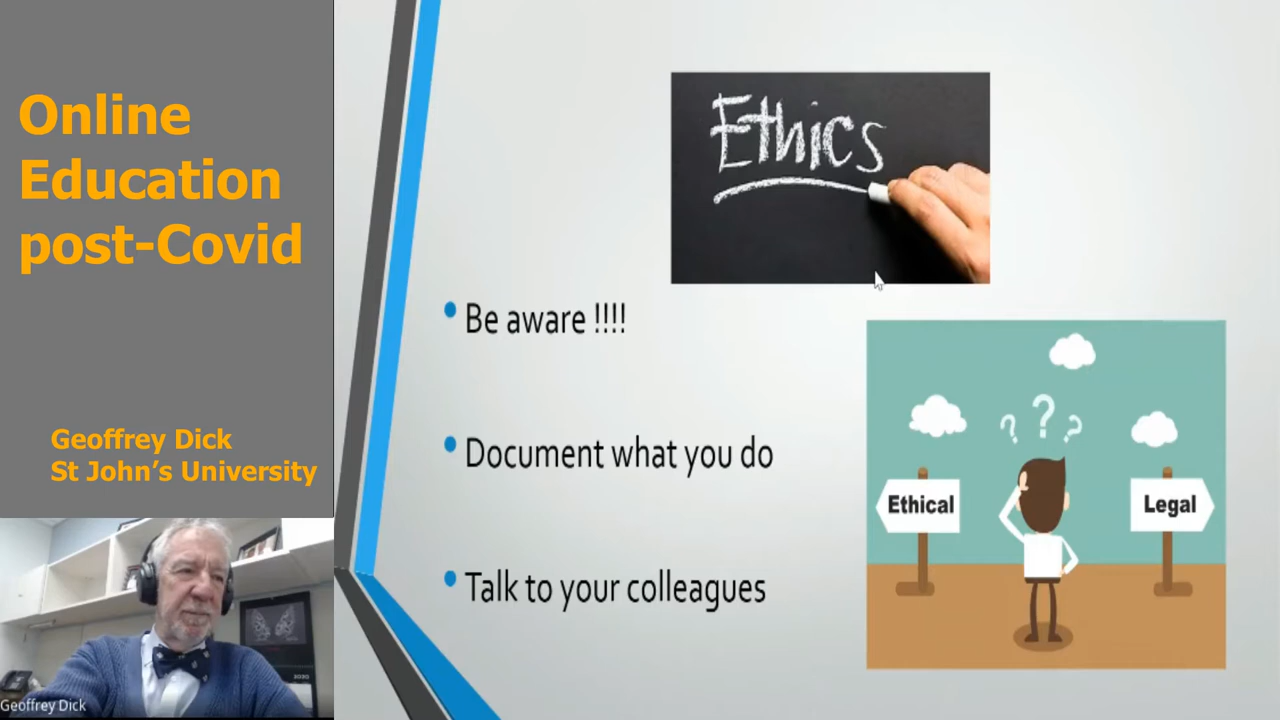 Online
Education
post-Covid
Geoffrey Dick
St John's University
Geoffrey Dick
Ethics
• Be aware !!!!
• Document what you do
• Talk to your colleagues
? ? ?
Ethical
Legal